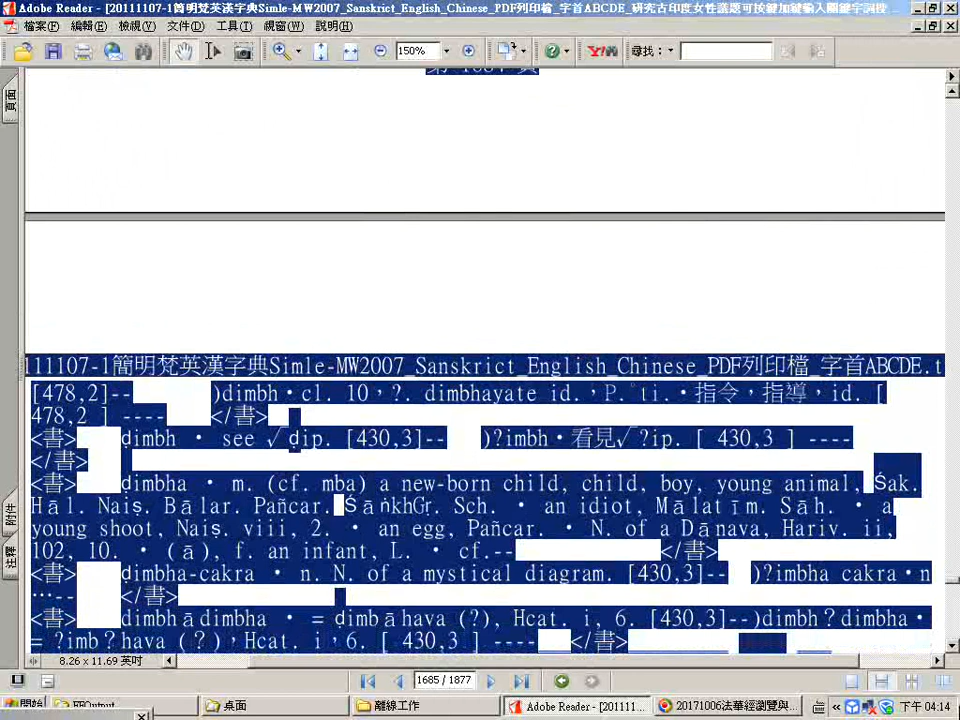 Adobe Reader - [20111107-1簡明梵英漢字典Simle-MW2007_Sanskrict_English_Chinese_PDF列印檔_字首ABCDE_研究古印度女性議題可按鍵加鍵輸入關鍵字詞搜
檔案(F) 編輯(E) 檢視(V) 文件(D) 工具(T) 視窗(W) 說明(H)
150% Y! 尋找:
頁面
111107-1簡明梵英漢字典Simle-MW2007_Sanskrict_English_Chinese_PDF列印檔_字首ABCDE.t
[478,2]-- )dimbh‧cl. 10，?. dimbhayate id.，P.˚ti.‧指令，指導，id. [
478,2 ] ---- </書>
<書> ḍimbh ‧ see √ḍip. [430,3]-- )?imbh‧看見√?ip. [ 430,3 ] ----
</書>
<書> ḍimbha ‧ m. (cf. mba) a new-born child, child, boy, young animal, Śak.
Hāl. Naiṣ. Bālar. Pañcar. ŚāṅkhGṛ, Sch. ‧ an idiot, Mālatīm. Sāh. ‧ a
young shoot, Naiṣ. viii, 2. ‧ an egg, Pañcar. ‧ N. of a Dānava, Hariv. ii,
102, 10. ‧ (ā), f. an infant, L. ‧ cf.-- </書>
<書> ḍimbha-cakra ‧ n. N. of a mystical diagram. [430,3]-- )?imbha cakra‧n
…-- </書>
<書> dimbhādimbha ‧ = ḍimbāhava (?), Hcat. i, 6. [430,3]--)dimbh？dimbha‧
= ?imb？hava (？)，Hcat. i，6. [ 430,3 ] ---- </書>
附件
注釋
8.26 x 11.69 英吋
1685 / 1877
開始 FFOutput 桌面 離線工作 Adobe Reader - [20111... 20171006法華經瀏覽與... 下午 04:14